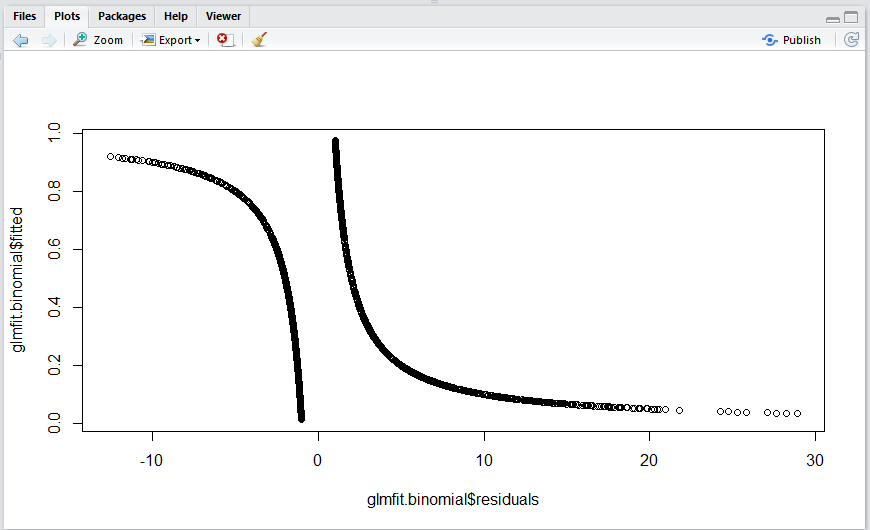 Files Plots Packages Help Viewer
Zoom Export Publish
1.0
0.8
0.6
0.4
0.2
0.0
glmfit.binomial$fitted
-10 0 10 20 30
glmfit.binomial$residuals